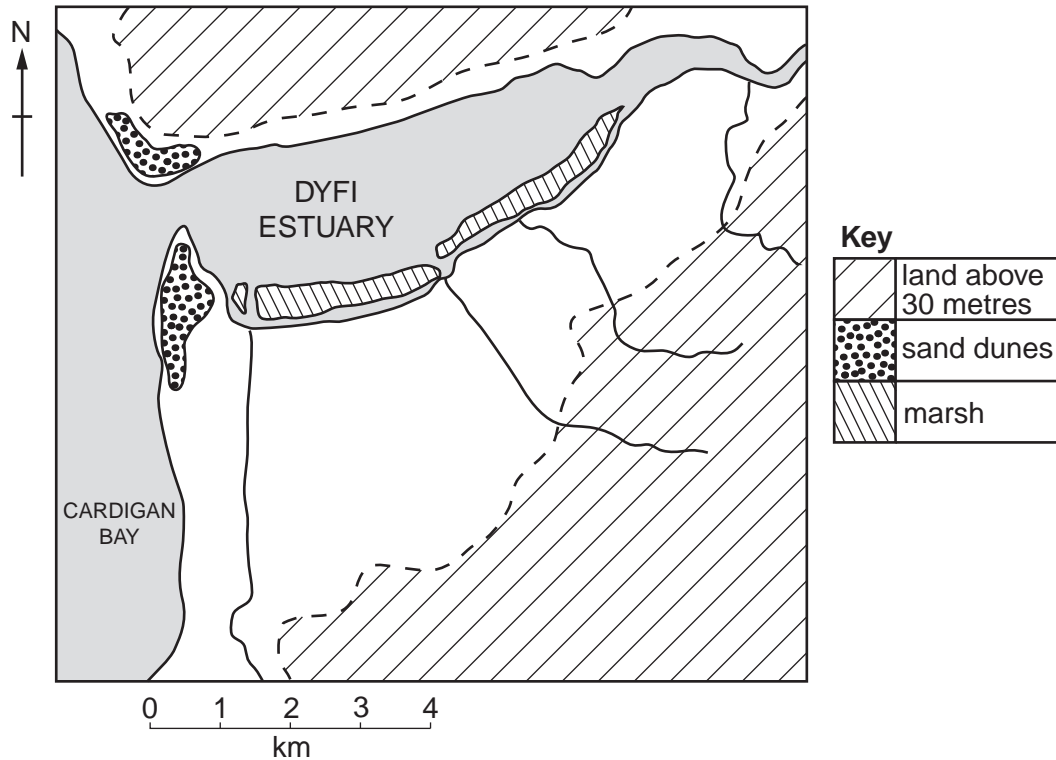 N
DYFI
ESTUARY
CARDIGAN
BAY
Key
land above
30 metres
sand dunes
marsh
0 1 2 3 4
km